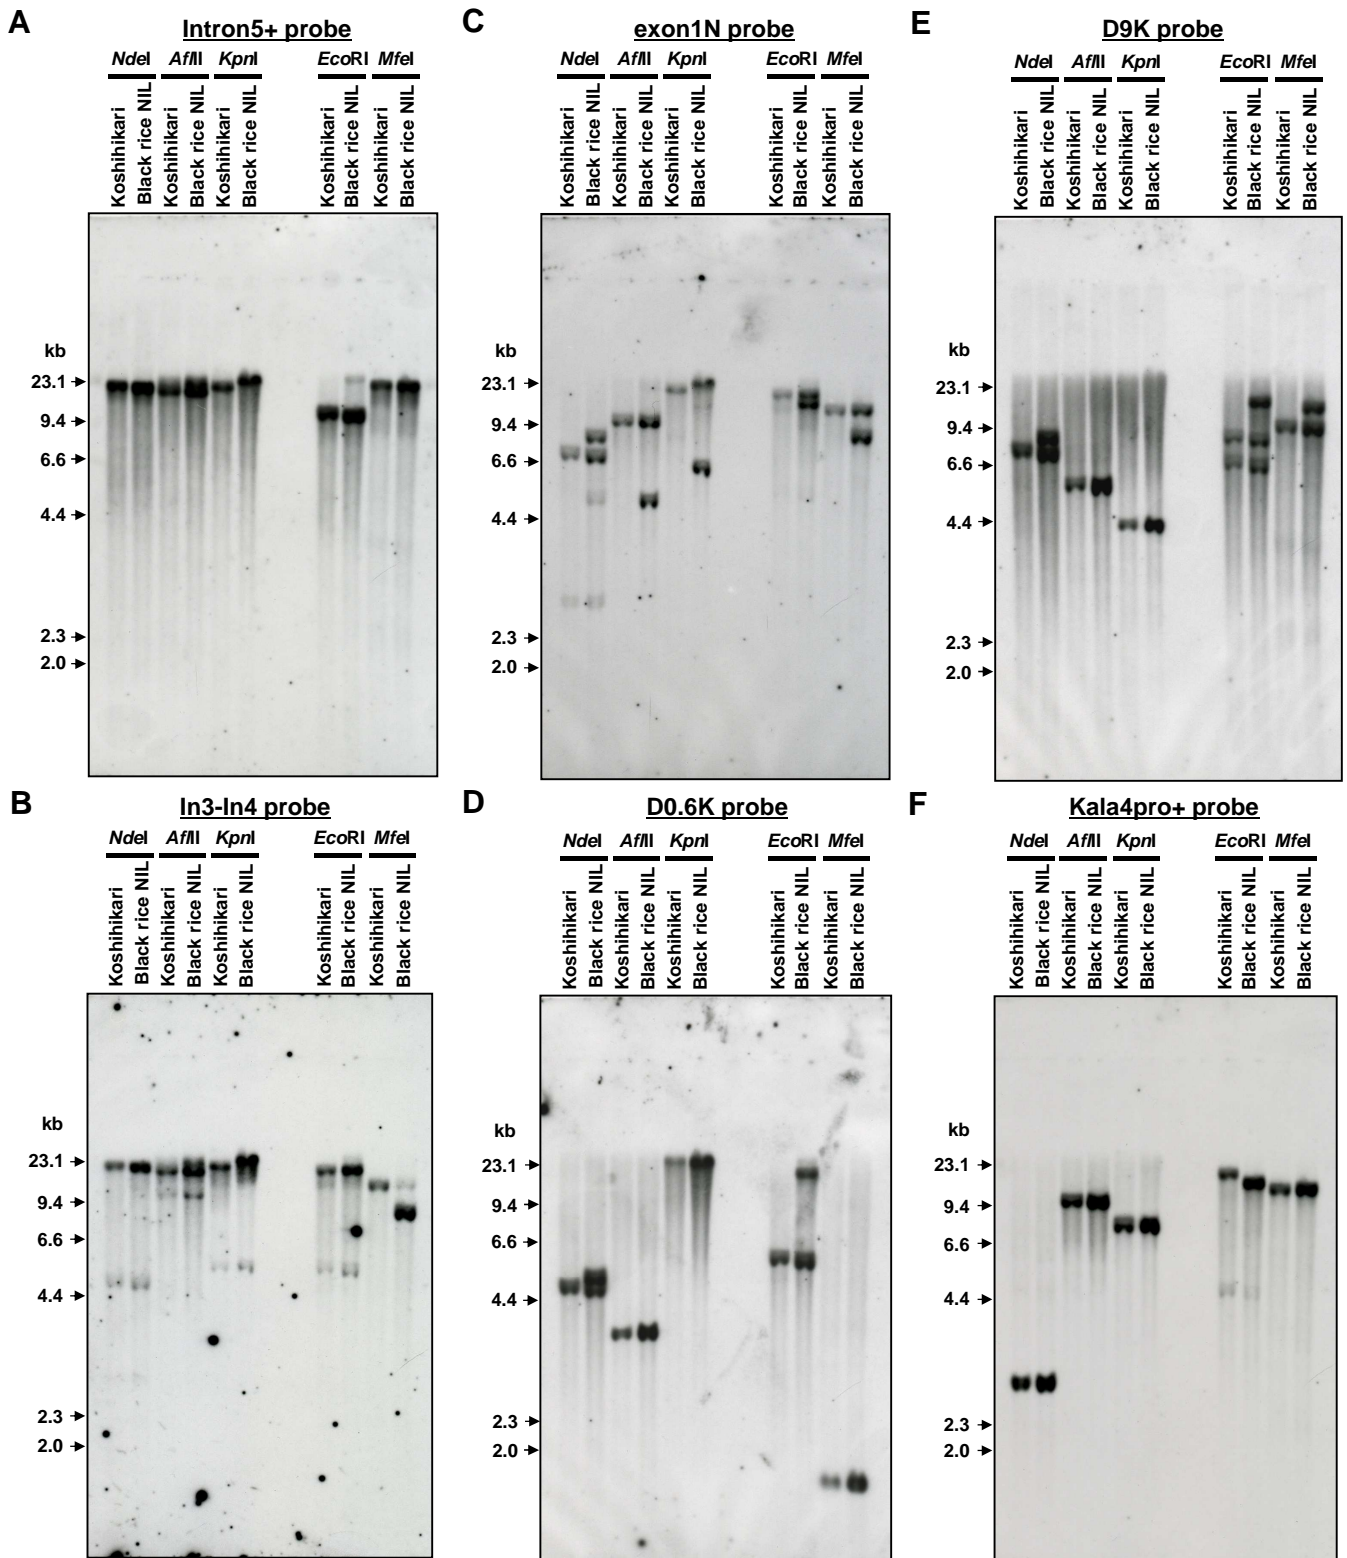 A
Intron5+ probe
NdeI AflII KpnI EcoRI MfeI
Koshihikari
Black rice NIL
Koshihikari
Black rice NIL
Koshihikari
Black rice NIL
Koshihikari
Black rice NIL
Koshihikari
Black rice NIL
kb
23.1
9.4
6.6
4.4
2.3
2.0
B
In3-In4 probe
NdeI AflII KpnI EcoRI MfeI
Koshihikari
Black rice NIL
Koshihikari
Black rice NIL
Koshihikari
Black rice NIL
Koshihikari
Black rice NIL
Koshihikari
Black rice NIL
kb
23.1
9.4
6.6
4.4
2.3
2.0
C
exon1N probe
NdeI AflII KpnI EcoRI MfeI
Koshihikari
Black rice NIL
Koshihikari
Black rice NIL
Koshihikari
Black rice NIL
Koshihikari
Black rice NIL
Koshihikari
Black rice NIL
kb
23.1
9.4
6.6
4.4
2.3
2.0
D
D0.6K probe
NdeI AflII KpnI EcoRI MfeI
Koshihikari
Black rice NIL
Koshihikari
Black rice NIL
Koshihikari
Black rice NIL
Koshihikari
Black rice NIL
Koshihikari
Black rice NIL
kb
23.1
9.4
6.6
4.4
2.3
2.0
E
D9K probe
NdeI AflII KpnI EcoRI MfeI
Koshihikari
Black rice NIL
Koshihikari
Black rice NIL
Koshihikari
Black rice NIL
Koshihikari
Black rice NIL
Koshihikari
Black rice NIL
kb
23.1
9.4
6.6
4.4
2.3
2.0
F
Kala4pro+ probe
NdeI AflII KpnI EcoRI MfeI
Koshihikari
Black rice NIL
Koshihikari
Black rice NIL
Koshihikari
Black rice NIL
Koshihikari
Black rice NIL
Koshihikari
Black rice NIL
kb
23.1
9.4
6.6
4.4
2.3
2.0